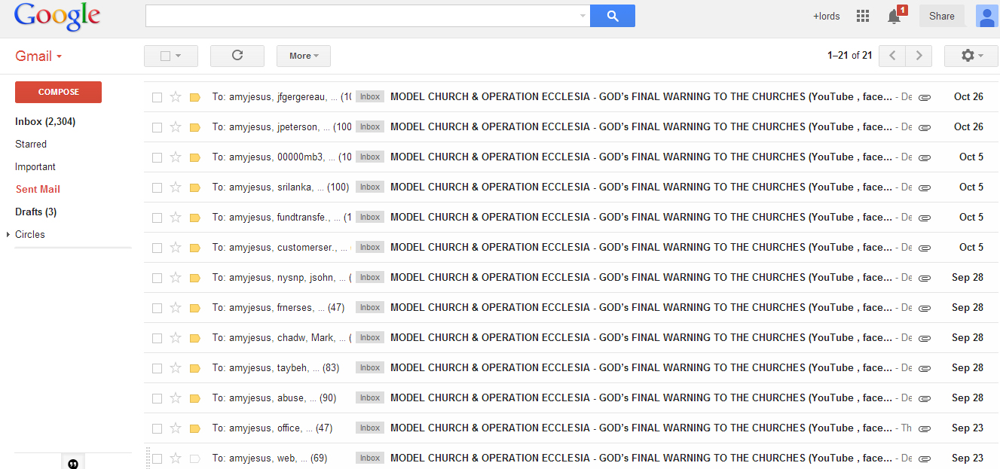 Google
+lords 1 Share
Gmail More 1–21 of 21
COMPOSE
Inbox (2,304)
Starred
Important
Sent Mail
Drafts (3)
Circles
To: amyjesus, jfgergereau, ... (10 Inbox MODEL CHURCH & OPERATION ECCLESIA - GOD's FINAL WARNING TO THE CHURCHES (YouTube , face... - De Oct 26
To: amyjesus, jpeterson, ... (100 Inbox MODEL CHURCH & OPERATION ECCLESIA - GOD's FINAL WARNING TO THE CHURCHES (YouTube , face... - De Oct 26
To: amyjesus, 00000mb3, ... (10 Inbox MODEL CHURCH & OPERATION ECCLESIA - GOD's FINAL WARNING TO THE CHURCHES (YouTube , face... - De Oct 5
To: amyjesus, srilanka, ... (100) Inbox MODEL CHURCH & OPERATION ECCLESIA - GOD's FINAL WARNING TO THE CHURCHES (YouTube , face... - De Oct 5
To: amyjesus, fundtransfe., ... (1 Inbox MODEL CHURCH & OPERATION ECCLESIA - GOD's FINAL WARNING TO THE CHURCHES (YouTube , face... - De Oct 5
To: amyjesus, customerser., ... Inbox MODEL CHURCH & OPERATION ECCLESIA - GOD's FINAL WARNING TO THE CHURCHES (YouTube , face... - De Oct 5
To: amyjesus, nysnp, jsohn, ... ( Inbox MODEL CHURCH & OPERATION ECCLESIA - GOD's FINAL WARNING TO THE CHURCHES (YouTube , face... - De Sep 28
To: amyjesus, frnerses, ... (47) Inbox MODEL CHURCH & OPERATION ECCLESIA - GOD's FINAL WARNING TO THE CHURCHES (YouTube , face... - De Sep 28
To: amyjesus, chadw, Mark, ... ( Inbox MODEL CHURCH & OPERATION ECCLESIA - GOD's FINAL WARNING TO THE CHURCHES (YouTube , face... - De Sep 28
To: amyjesus, taybeh, ... (83) Inbox MODEL CHURCH & OPERATION ECCLESIA - GOD's FINAL WARNING TO THE CHURCHES (YouTube , face... - De Sep 28
To: amyjesus, abuse, ... (90) Inbox MODEL CHURCH & OPERATION ECCLESIA - GOD's FINAL WARNING TO THE CHURCHES (YouTube , face... - De Sep 28
To: amyjesus, office, ... (47) Inbox MODEL CHURCH & OPERATION ECCLESIA - GOD's FINAL WARNING TO THE CHURCHES (YouTube , face... - Th Sep 23
To: amyjesus, web, ... (69) Inbox MODEL CHURCH & OPERATION ECCLESIA - GOD's FINAL WARNING TO THE CHURCHES (YouTube , face... - De Sep 23